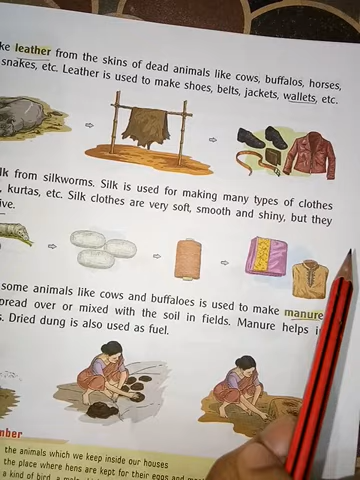 ke leather from the skins of dead animals like cows, buffalos, horses,
snakes, etc. Leather is used to make shoes, belts, jackets, wallets, etc.
lk from silkworms. Silk is used for making many types of clothes
, kurtas, etc. Silk clothes are very soft, smooth and shiny, but they
ive.
some animals like cows and buffaloes is used to make manure
pread over or mixed with the soil in fields. Manure helps i
s. Dried dung is also used as fuel.
mber
the animals which we keep inside our houses
the place where hens are kept for their eggs and
a kind of bird, a